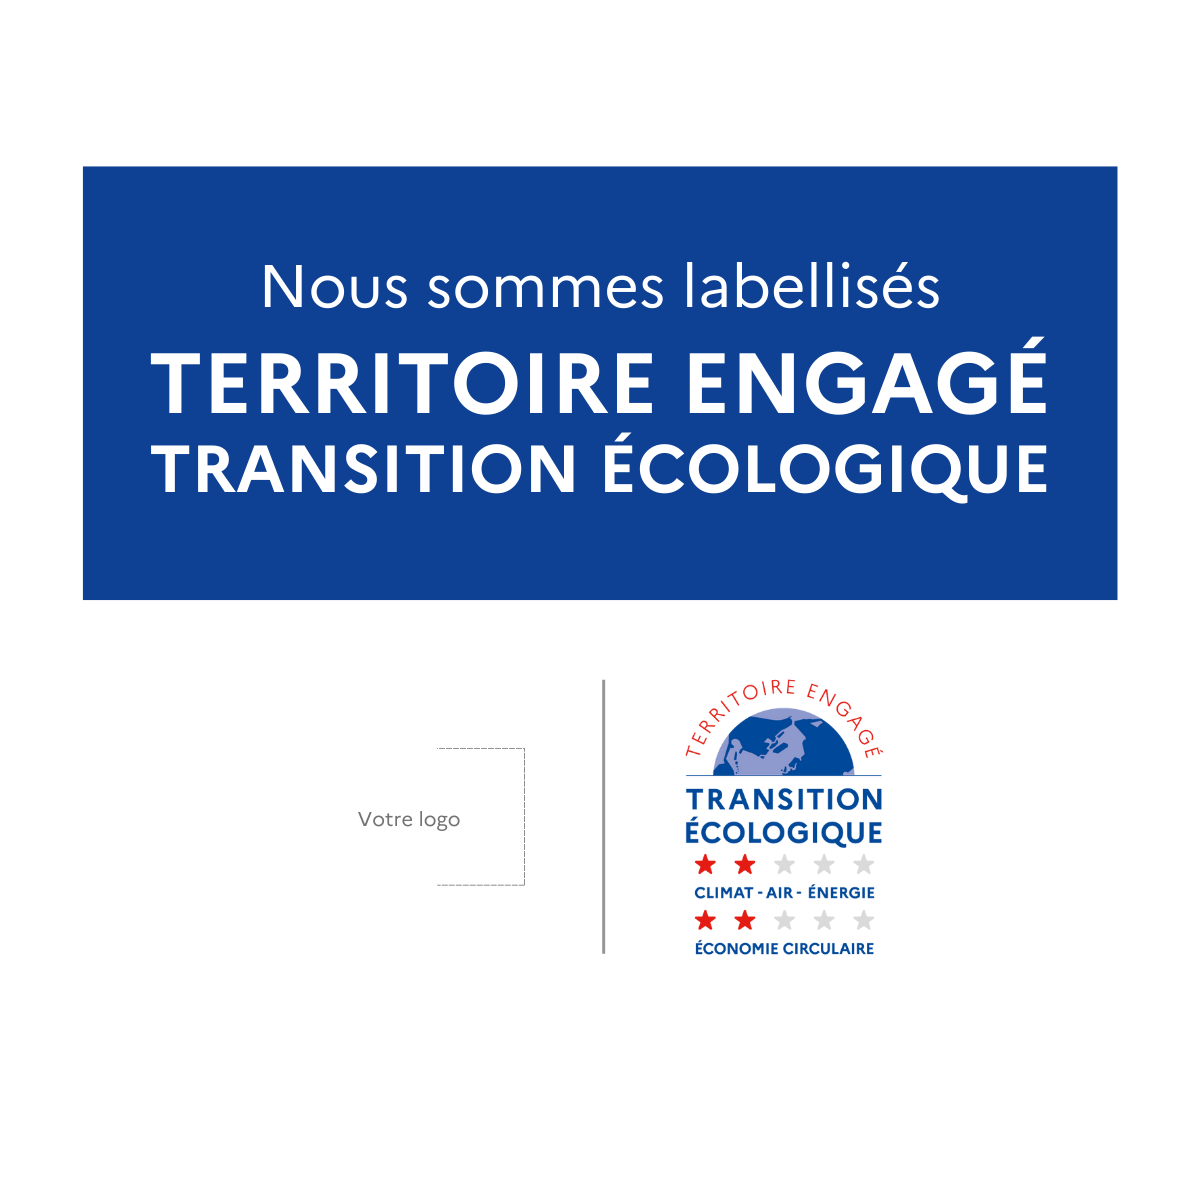 Nous sommes labellisés
TERRITOIRE ENGAGÉ
TRANSITION ÉCOLOGIQUE
Votre logo
TERRITOIRE ENGAGÉ
TRANSITION
ÉCOLOGIQUE
CLIMAT - AIR - ÉNERGIE
ÉCONOMIE CIRCULAIRE